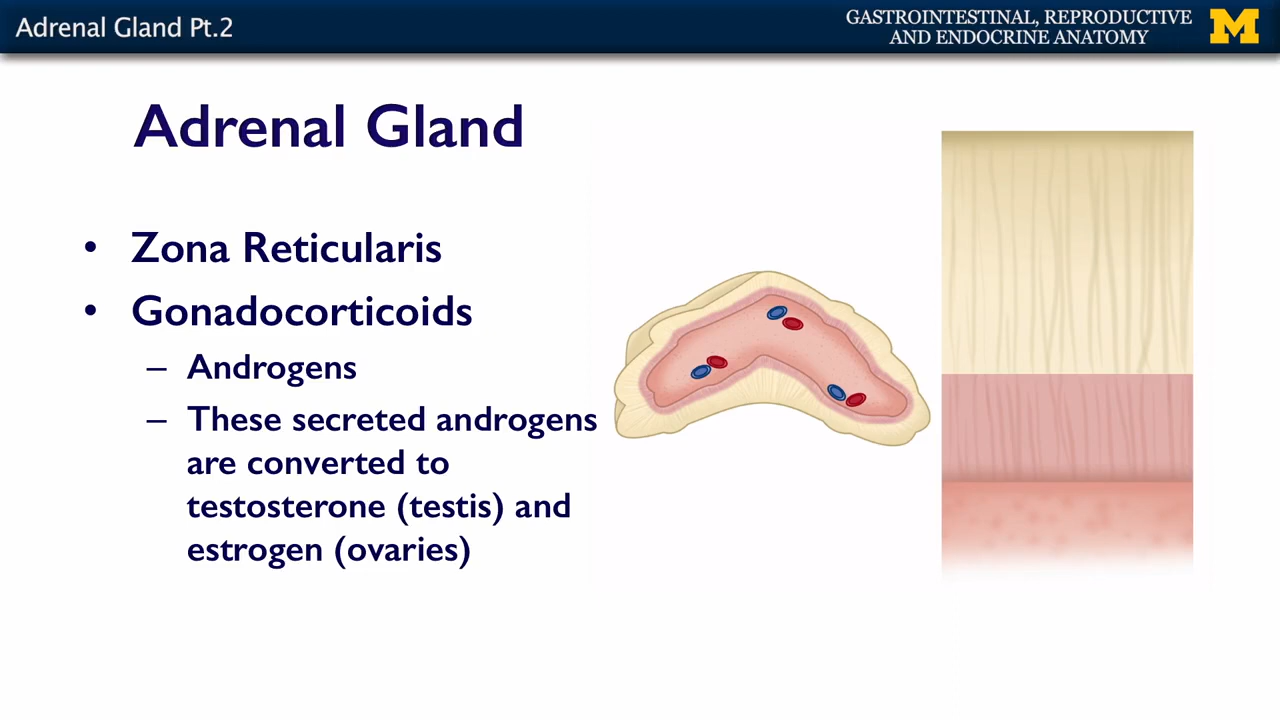 Adrenal Gland Pt.2
GASTROINTESTINAL, REPRODUCTIVE
AND ENDOCRINE ANATOMY
M
Adrenal Gland
• Zona Reticularis
• Gonadocorticoids
– Androgens
– These secreted androgens
are converted to
testosterone (testis) and
estrogen (ovaries)